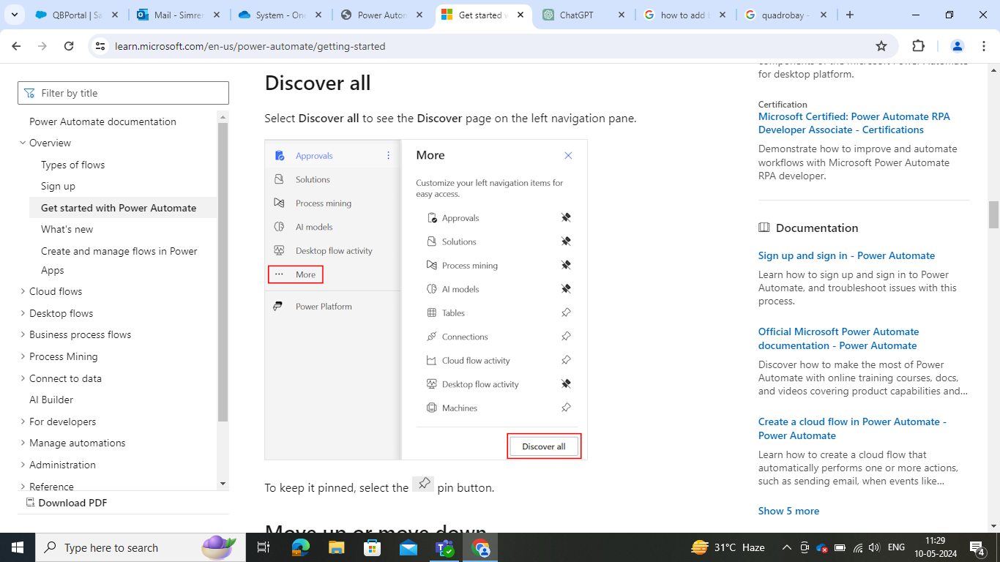 QBPortal | Sa
Mail - Simree
System - One
Power Autom
Get started w
ChatGPT
how to add l
quadrobay -
learn.microsoft.com/en-us/power-automate/getting-started
Filter by title
Power Automate documentation
Overview
Types of flows
Sign up
Get started with Power Automate
What's new
Create and manage flows in Power
Apps
Cloud flows
Desktop flows
Business process flows
Process Mining
Connect to data
AI Builder
For developers
Manage automations
Administration
Reference
Download PDF
Discover all
Select Discover all to see the Discover page on the left navigation pane.
Approvals
Solutions
Process mining
AI models
Desktop flow activity
More
Power Platform
More
Customize your left navigation items for
easy access.
Approvals
Solutions
Process mining
AI models
Tables
Connections
Cloud flow activity
Desktop flow activity
Machines
Discover all
To keep it pinned, select the pin button.
Move up or move down
components of the Microsoft Power Automate
for desktop platform.
Certification
Microsoft Certified: Power Automate RPA
Developer Associate - Certifications
Demonstrate how to improve and automate
workflows with Microsoft Power Automate
RPA developer.
Documentation
Sign up and sign in - Power Automate
Learn how to sign up and sign in to Power
Automate, and troubleshoot issues with this
process.
Official Microsoft Power Automate
documentation - Power Automate
Discover how to make the most of Power
Automate with online training courses, docs,
and videos covering product capabilities and...
Create a cloud flow in Power Automate -
Power Automate
Learn how to create a cloud flow that
automatically performs one or more actions,
such as sending email, when events like...
Show 5 more
Type here to search
31°C Haze
ENG
11:29
10-05-2024
4